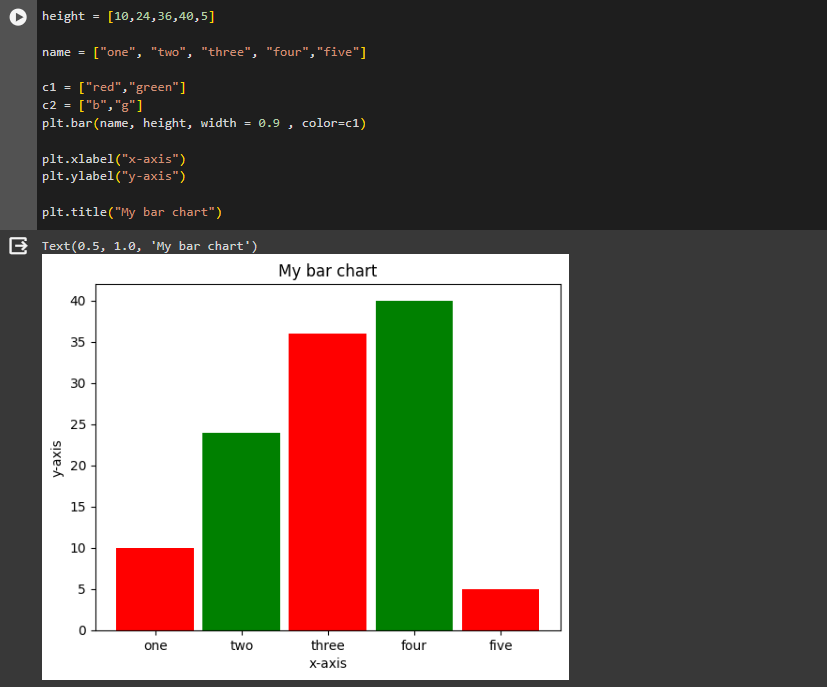 height = [10,24,36,40,5]
name = ["one", "two", "three", "four","five"]
c1 = ["red","green"]
c2 = ["b","g"]
plt.bar(name, height, width = 0.9 , color=c1)
plt.xlabel("x-axis")
plt.ylabel("y-axis")
plt.title("My bar chart")
Text(0.5, 1.0, 'My bar chart')
My bar chart
40
35
30
25
20
15
10
5
0
y-axis
one two three four five
x-axis